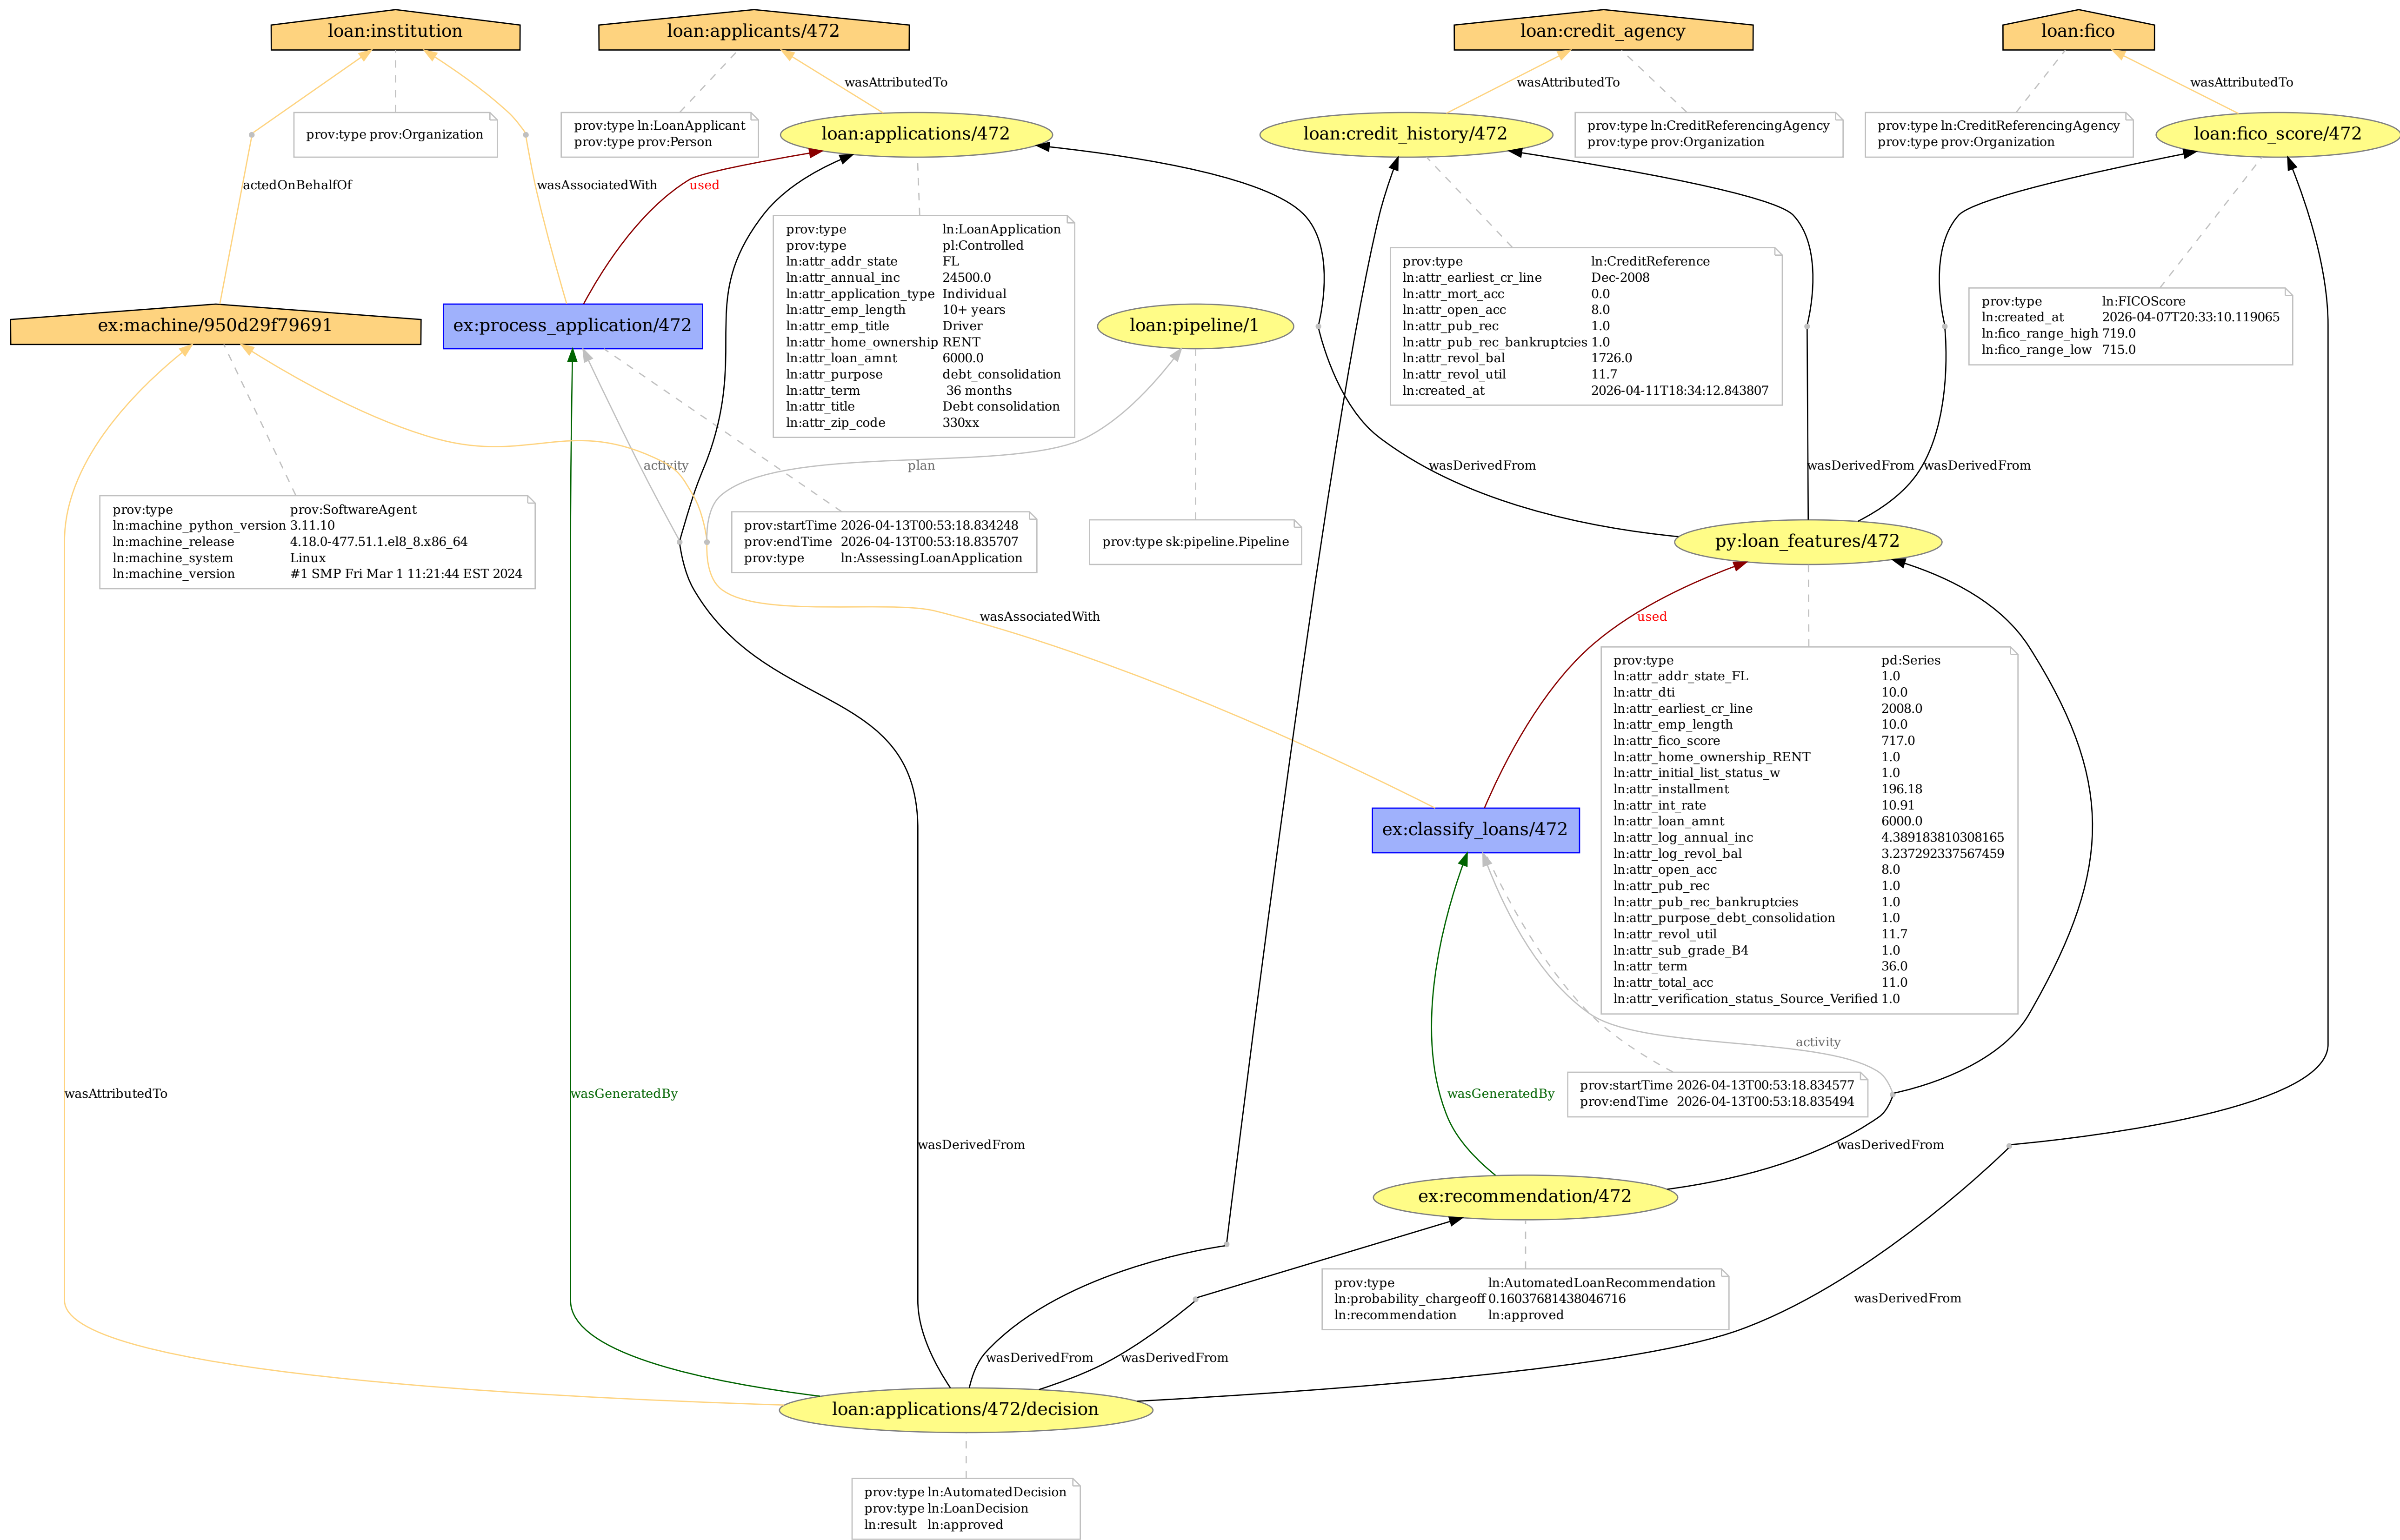 loan:institution
loan:applicants/472
loan:credit_agency
loan:fico
wasAttributedTo
wasAttributedTo
wasAttributedTo
prov:type prov:Organization
prov:type ln:LoanApplicant
prov:type prov:Person
loan:applications/472
loan:credit_history/472
prov:type ln:CreditReferencingAgency
prov:type prov:Organization
prov:type ln:CreditReferencingAgency
prov:type prov:Organization
loan:fico_score/472
actedOnBehalfOf
wasAssociatedWith
used
prov:type ln:LoanApplication
prov:type pl:Controlled
ln:attr_addr_state FL
ln:attr_annual_inc 24500.0
ln:attr_application_type Individual
ln:attr_emp_length 10+ years
ln:attr_emp_title Driver
ln:attr_home_ownership RENT
ln:attr_loan_amnt 6000.0
ln:attr_purpose debt_consolidation
ln:attr_term 36 months
ln:attr_title Debt consolidation
ln:attr_zip_code 330xx
prov:type ln:CreditReference
ln:attr_earliest_cr_line Dec-2008
ln:attr_mort_acc 0.0
ln:attr_open_acc 8.0
ln:attr_pub_rec 1.0
ln:attr_pub_rec_bankruptcies 1.0
ln:attr_revol_bal 1726.0
ln:attr_revol_util 11.7
ln:created_at 2026-04-11T18:34:12.843807
prov:type ln:FICOScore
ln:created_at 2026-04-07T20:33:10.119065
ln:fico_range_high 719.0
ln:fico_range_low 715.0
ex:machine/950d29f79691
ex:process_application/472
loan:pipeline/1
activity
plan
wasDerivedFrom
wasDerivedFrom
wasDerivedFrom
prov:type prov:SoftwareAgent
ln:machine_python_version 3.11.10
ln:machine_release 4.18.0-477.51.1.el8_8.x86_64
ln:machine_system Linux
ln:machine_version #1 SMP Fri Mar 1 11:21:44 EST 2024
prov:startTime 2026-04-13T00:53:18.834248
prov:endTime 2026-04-13T00:53:18.835707
prov:type ln:AssessingLoanApplication
prov:type sk:pipeline.Pipeline
py:loan_features/472
wasAssociatedWith
used
prov:type pd:Series
ln:attr_addr_state_FL 1.0
ln:attr_dti 10.0
ln:attr_earliest_cr_line 2008.0
ln:attr_emp_length 10.0
ln:attr_fico_score 717.0
ln:attr_home_ownership_RENT 1.0
ln:attr_initial_list_status_w 1.0
ln:attr_installment 196.18
ln:attr_int_rate 10.91
ln:attr_loan_amnt 6000.0
ln:attr_log_annual_inc 4.389183810308165
ln:attr_log_revol_bal 3.237292337567459
ln:attr_open_acc 8.0
ln:attr_pub_rec 1.0
ln:attr_pub_rec_bankruptcies 1.0
ln:attr_purpose_debt_consolidation 1.0
ln:attr_revol_util 11.7
ln:attr_sub_grade_B4 1.0
ln:attr_term 36.0
ln:attr_total_acc 11.0
ln:attr_verification_status_Source_Verified 1.0
ex:classify_loans/472
activity
prov:startTime 2026-04-13T00:53:18.834577
prov:endTime 2026-04-13T00:53:18.835494
wasAttributedTo
wasGeneratedBy
wasGeneratedBy
wasDerivedFrom
wasDerivedFrom
ex:recommendation/472
prov:type ln:AutomatedLoanRecommendation
ln:probability_chargeoff 0.16037681438046716
ln:recommendation ln:approved
wasDerivedFrom
wasDerivedFrom
wasDerivedFrom
loan:applications/472/decision
prov:type ln:AutomatedDecision
prov:type ln:LoanDecision
ln:result ln:approved